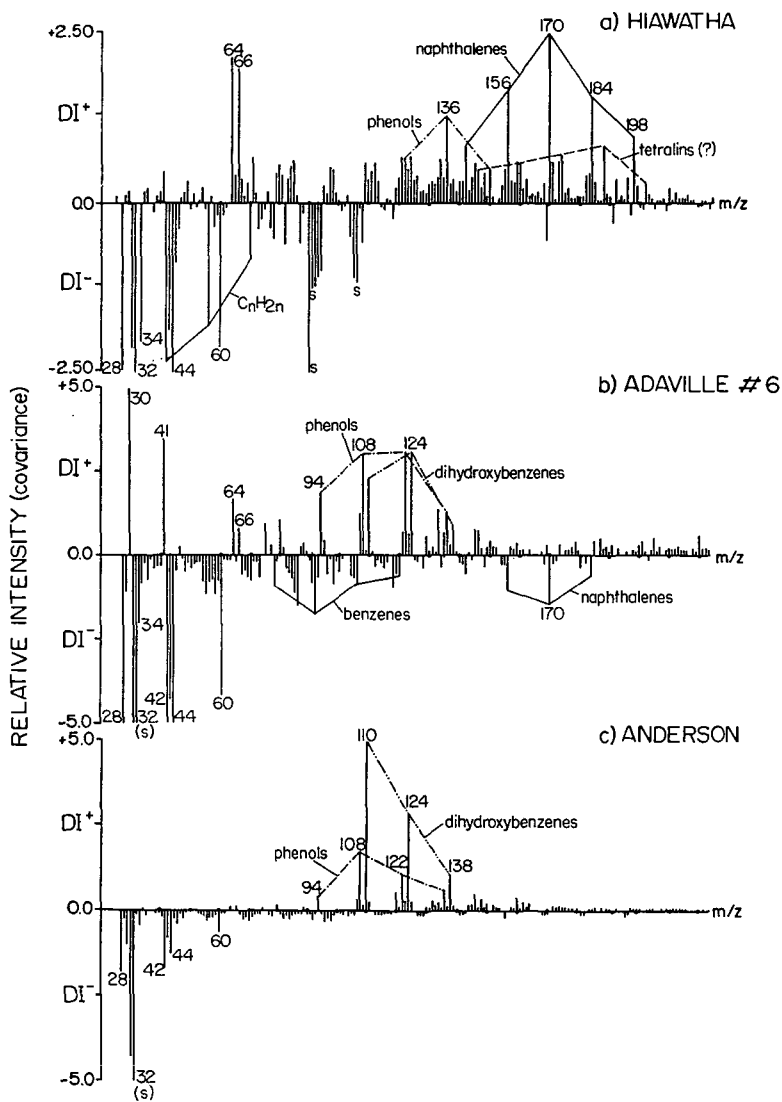 RELATIVE INTENSITY (covariance)
a) HIAWATHA
+2.50
DI+
0.0
DI-
-2.50
64
66
naphthalenes
170
156
184
198
phenols
136
tetralins (?)
m/z
CnH2n
s
s
s
28
32
34
44
60
b) ADAVILLE #6
+5.0
DI+
0.0
DI-
-5.0
30
41
64
66
phenols
94
108
124
dihydroxybenzenes
m/z
benzenes
naphthalenes
170
34
42
60
28
32
(s)
44
c) ANDERSON
+5.0
DI+
0.0
DI-
-5.0
110
124
dihydroxybenzenes
phenols
108
122
138
94
m/z
60
28
42
44
32
(s)